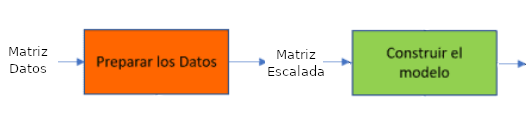 Matriz
Datos
Preparar los Datos
Matriz
Escalada
Construir el
modelo